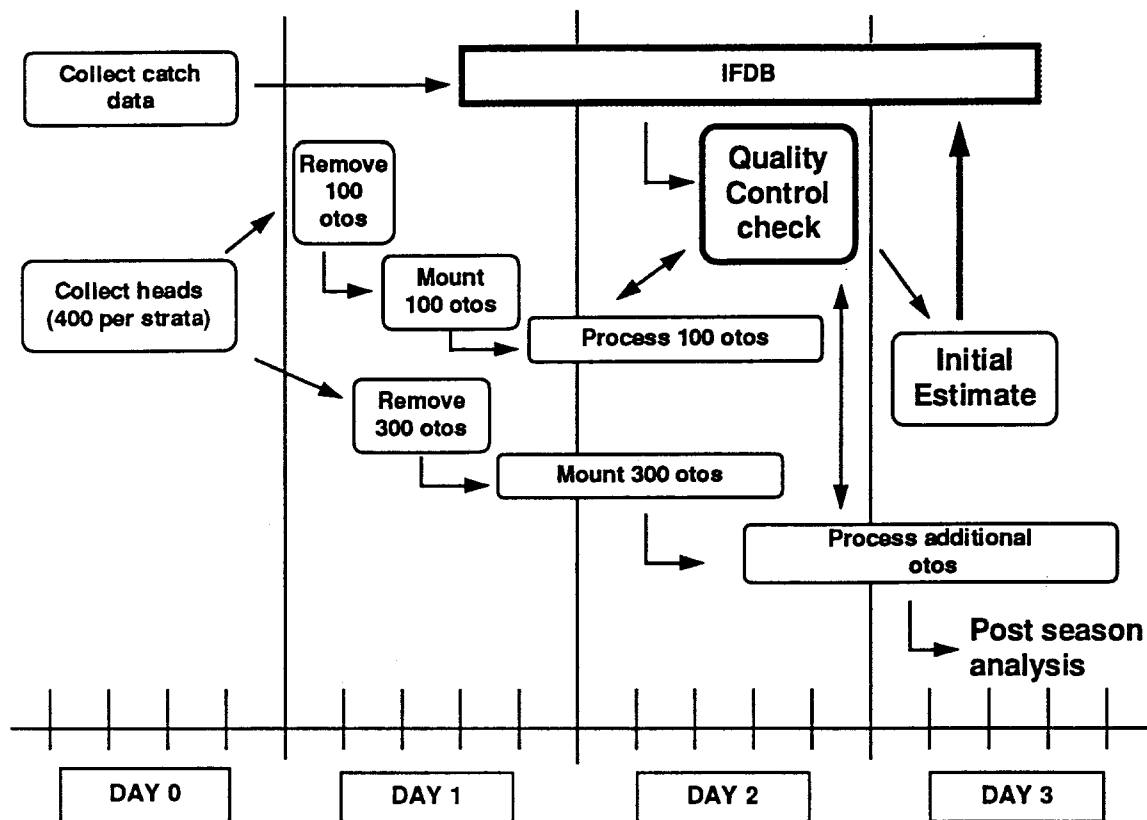 Collect catch
data
IFDB
Remove
100
otos
Quality
Control
check
Collect heads
(400 per strata)
Mount
100 otos
Process 100 otos
Initial
Estimate
Remove
300 otos
Mount 300 otos
Process additional
otos
Post season
analysis
DAY 0
DAY 1
DAY 2
DAY 3